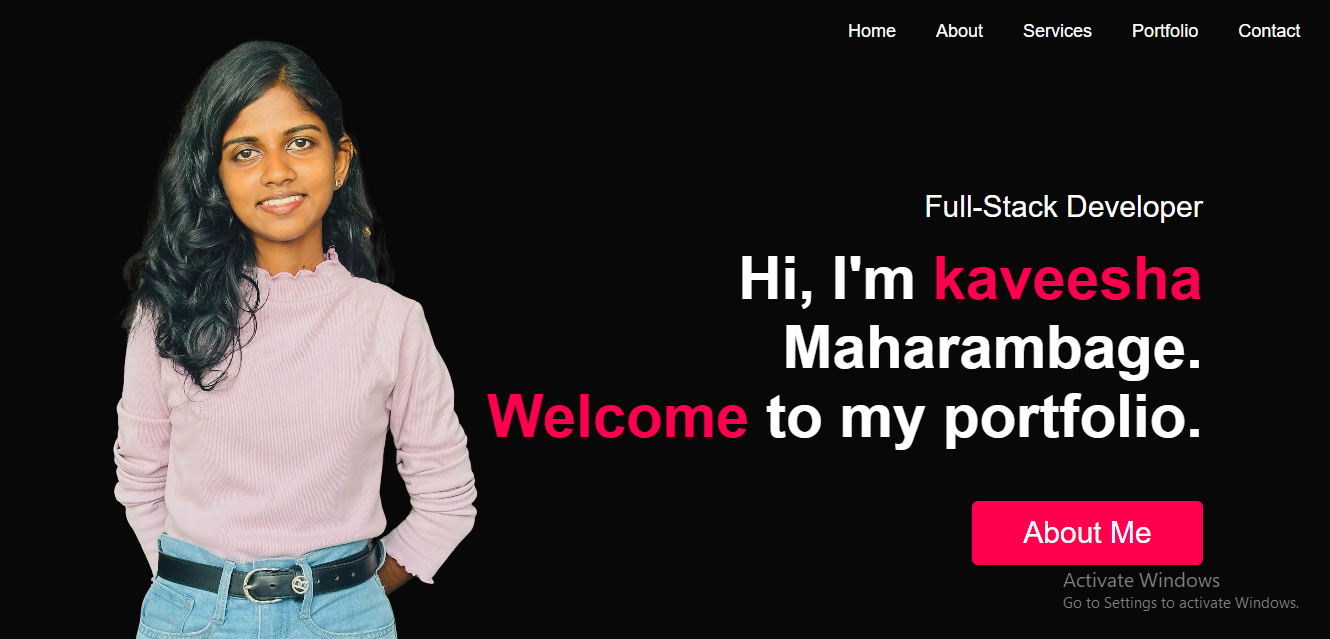 Home About Services Portfolio Contact
Full-Stack Developer
Hi, I'm kaveesha
Maharambage.
Welcome to my portfolio.
About Me
Activate Windows
Go to Settings to activate Windows.